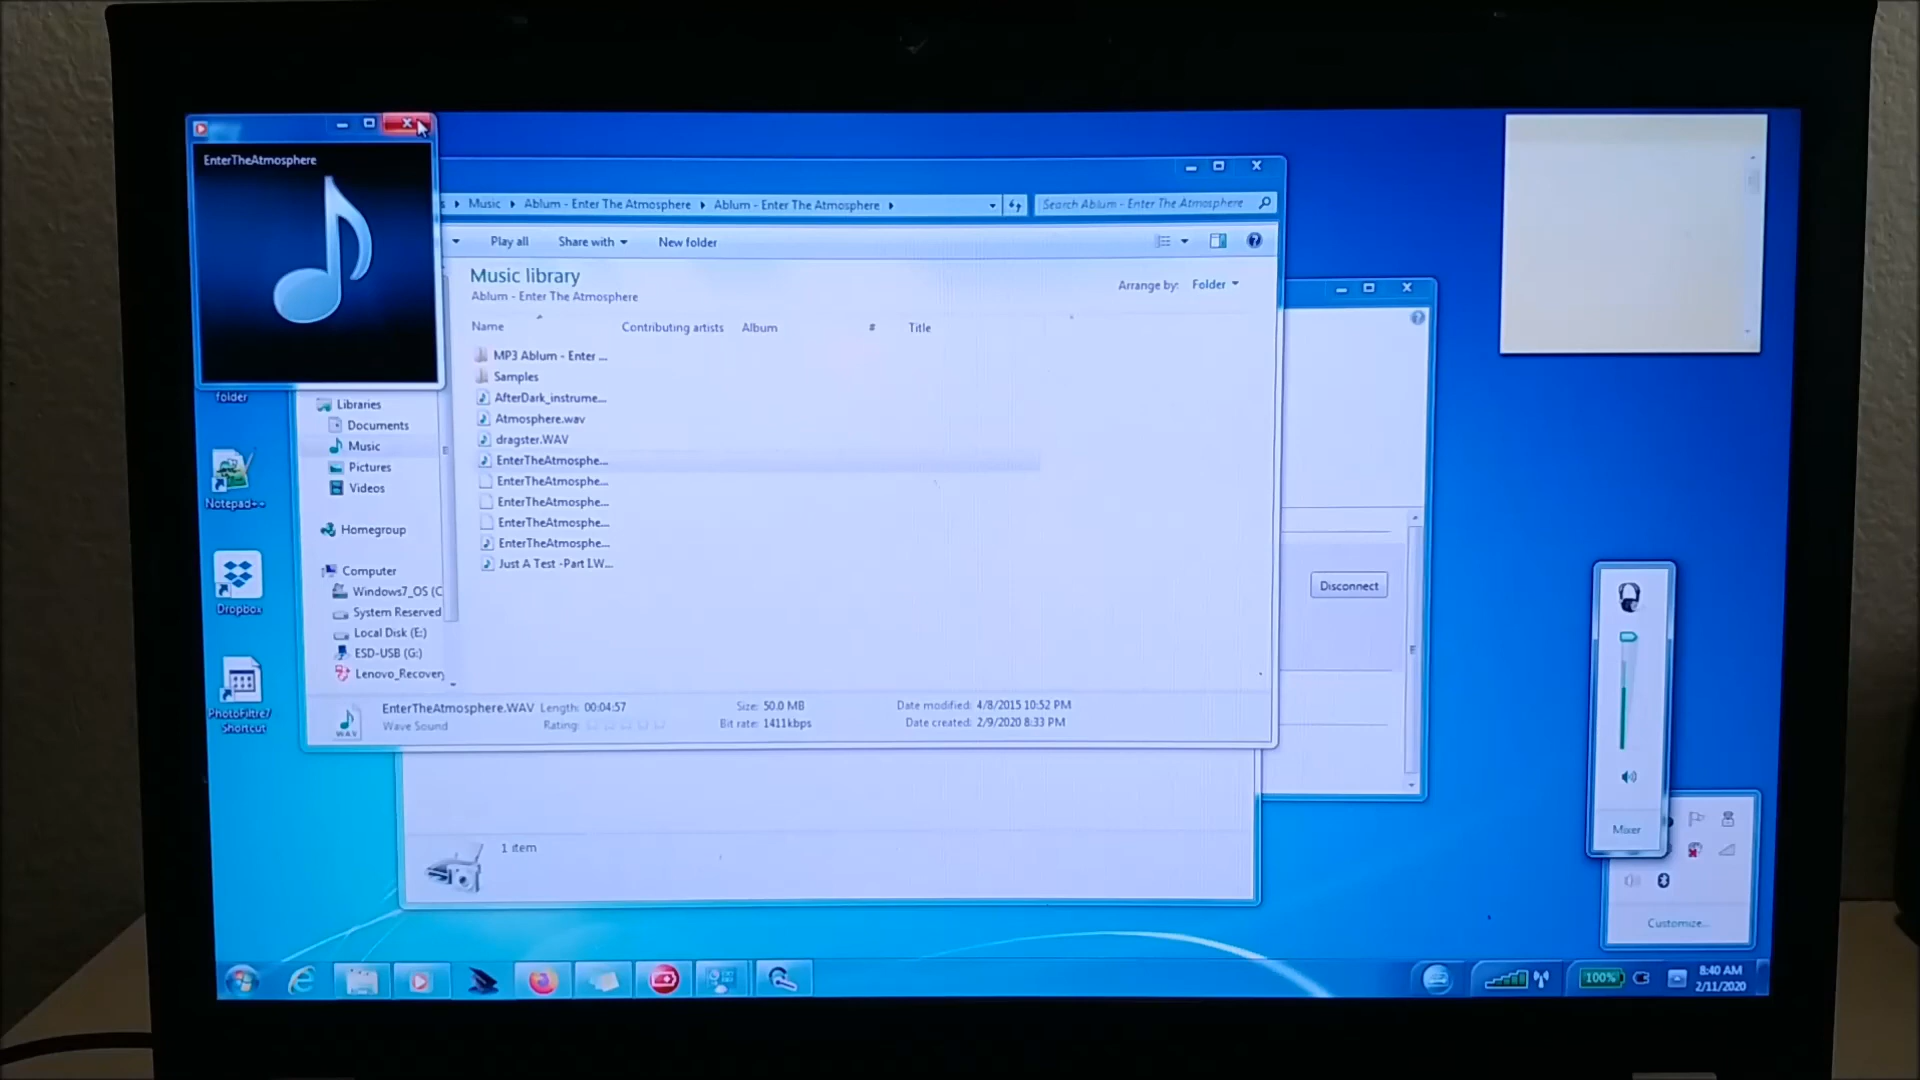 EnterTheAtmosphere
Music Ablum - Enter The Atmosphere Ablum - Enter The Atmosphere
Search Ablum - Enter The Atmosphere
Play all Share with New folder
Music library
Ablum - Enter The Atmosphere
Arrange by: Folder
Name Contributing artists Album # Title
MP3 Ablum - Enter ...
Samples
AfterDark_instrume...
Atmosphere.wav
dragster.WAV
EnterTheAtmosphe...
EnterTheAtmosphe...
EnterTheAtmosphe...
EnterTheAtmosphe...
EnterTheAtmosphe...
Just A Test -Part I.W...
folder
Notepad++
Dropbox
PhotoFiltre7
Shortcut
Libraries
Documents
Music
Pictures
Videos
Homegroup
Computer
Windows7_OS (C
System Reserved
Local Disk (E:)
ESD-USB (G:)
Lenovo_Recovery
EnterTheAtmosphere.WAV Length: 00:04:57 Size: 50.0 MB Date modified: 4/8/2015 10:52 PM
Wave Sound Rating: Bit rate: 1411kbps Date created: 2/9/2020 8:33 PM
WAV
Disconnect
1 item
Mixer
Customize...
100%
8:40 AM
2/11/2020